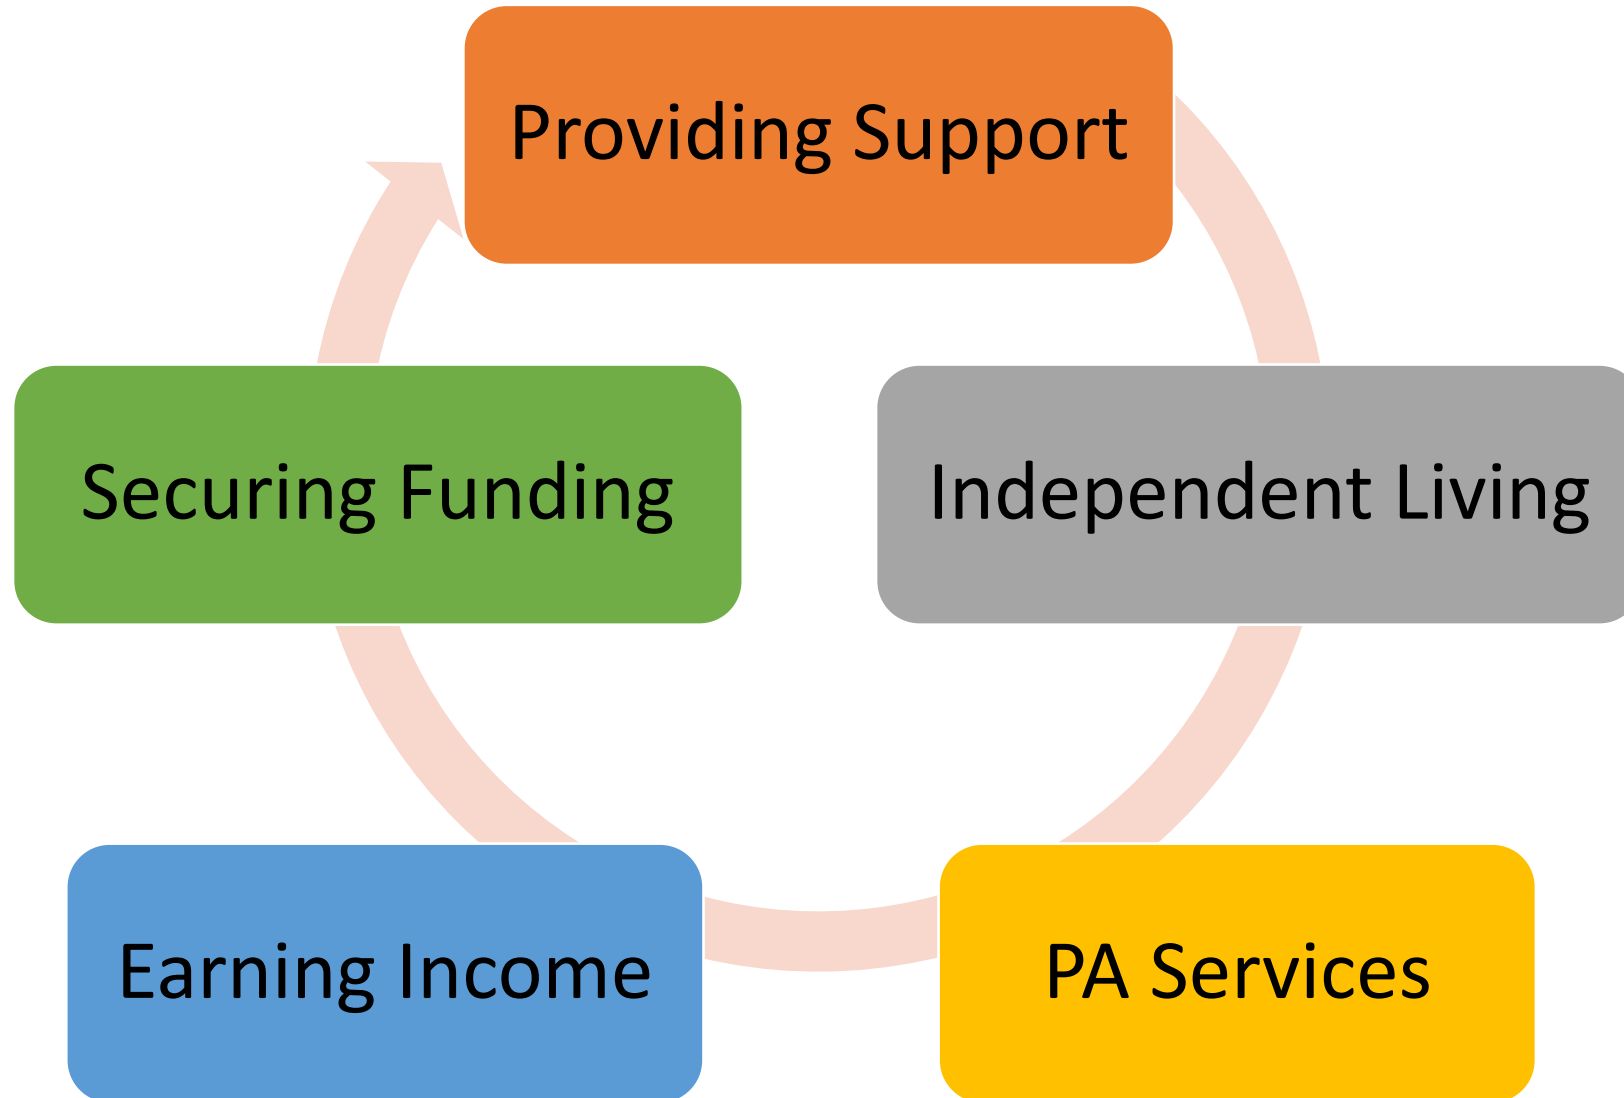 Providing Support
Independent Living
PA Services
Earning Income
Securing Funding